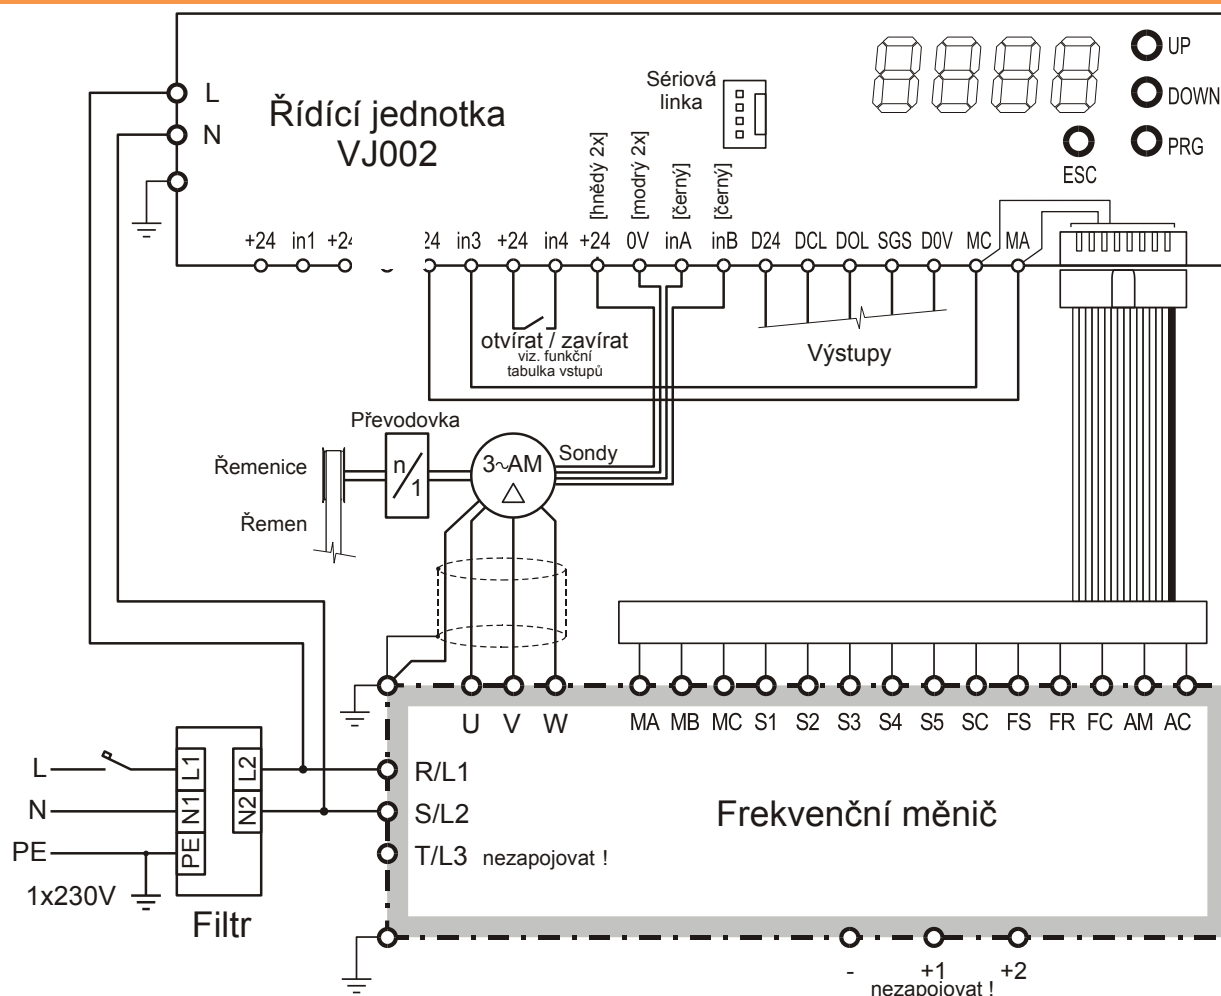 UP
L
Sériová
linka
DOWN
Řídící jednotka
VJ002
N
PRG
ESC
[hnědý 2x]
[modrý 2x]
[černý]
[černý]
+24 in1 +24 24 in3 +24 in4 +24 0V inA inB D24 DCL DOL SGS D0V MC MA
otvírat / zavírat
viz. funkční
tabulka vstupů
Výstupy
Převodovka
Řemenice
n/1
3~AM
Sondy
Řemen
U V W MA MB MC S1 S2 S3 S4 S5 SC FS FR FC AM AC
L
L1
L2
R/L1
N
N1
N2
S/L2
Frekvenční měnič
PE
PE
T/L3 nezapojovat !
1x230V
Filtr
- +1 +2
nezapojovat !